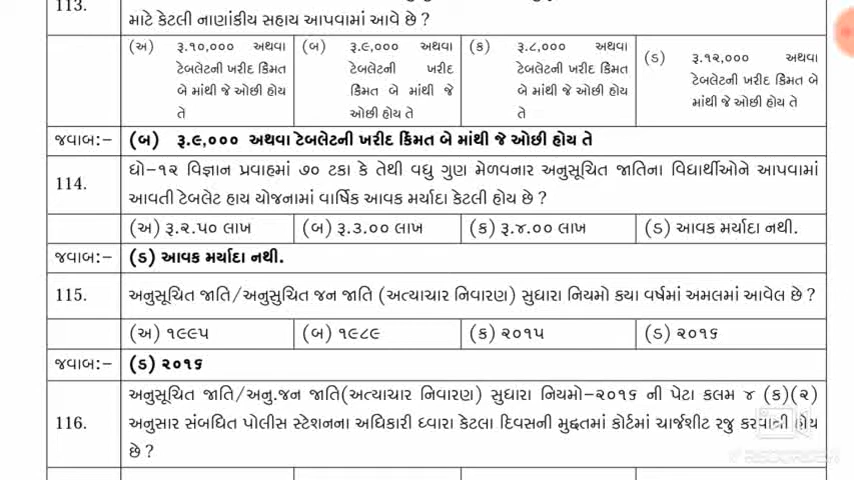 113.
માટે કેટલી નાણાંકીય સહાય આપવામાં આવે છે ?
(અ) રૂ.૧૦,૦૦૦ અથવા
ટેબલેટની ખરીદ કિંમત
બે માંથી જે ઓછી હોય
તે
(બ) રૂ.૯,૦૦૦ અથવા
ટેબલેટની ખરીદ
કિંમત બે માંથી જે
ઓછી હોય તે
(ક) રૂ.૮,૦૦૦ અથવા
ટેબલેટની ખરીદ કિંમત
બે માંથી જે ઓછી હોય
તે
(ડ) રૂ.૧૨,૦૦૦ અથવા
ટેબલેટની ખરીદ કિંમત બે
માંથી જે ઓછી હોય તે
જવાબ:- (બ) રૂ.૯,૦૦૦ અથવા ટેબલેટની ખરીદ કિંમત બે માંથી જે ઓછી હોય તે
114. ધો-૧૨ વિજ્ઞાન પ્રવાહમાં ૭૦ ટકા કે તેથી વધુ ગુણ મેળવનાર અનુસૂચિત જાતિના વિદ્યાર્થીઓને આપવામાં
આવતી ટેબલેટ હાય યોજનામાં વાર્ષિક આવક મર્યાદા કેટલી હોય છે ?
(અ) રૂ.૨.૫૦ લાખ (બ) રૂ.૩.૦૦ લાખ (ક) રૂ.૪.૦૦ લાખ (ડ) આવક મર્યાદા નથી.
જવાબ:- (ડ) આવક મર્યાદા નથી.
115. અનુસૂચિત જાતિ/અનુસુચિત જન જાતિ (અત્યાચાર નિવારણ) સુધારા નિયમો કયા વર્ષમાં અમલમાં આવેલ છે ?
(અ) ૧૯૯૫ (બ) ૧૯૮૯ (ક) ૨૦૧૫ (ડ) ૨૦૧૬
જવાબ:- (ડ) ૨૦૧૬
116. અનુસૂચિત જાતિ/અનુ.જન જાતિ(અત્યાચાર નિવારણ) સુધારા નિયમો-૨૦૧૬ ની પેટા કલમ ૪ (ક)(૨)
અનુસાર સંબધિત પોલીસ સ્ટેશનના અધિકારી ધ્વારા કેટલા દિવસની મુદ્દતમાં કોર્ટમાં ચાર્જશીટ રજુ કરવાની હોય
છે ?